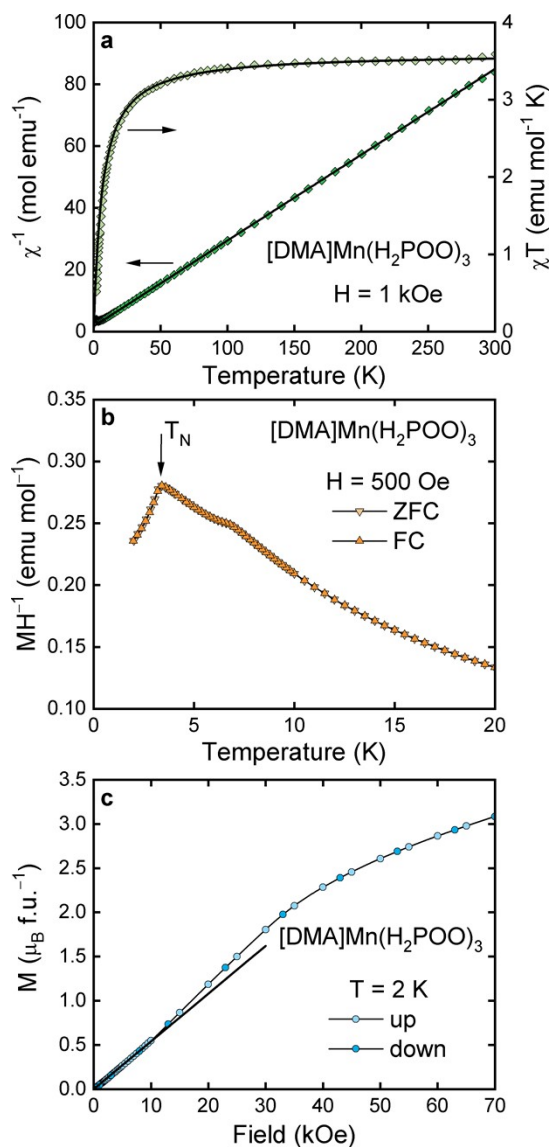 a
100
80
60
40
20
0
χ⁻¹ (mol emu⁻¹)
4
3
2
1
0
χT (emu mol⁻¹ K)
[DMA]Mn(H₂POO)₃
H = 1 kOe
0 50 100 150 200 250 300
Temperature (K)
b
0.35
0.30
0.25
0.20
0.15
0.10
MH⁻¹ (emu mol⁻¹)
T_N
[DMA]Mn(H₂POO)₃
H = 500 Oe
ZFC
FC
0 5 10 15 20
Temperature (K)
c
3.5
3.0
2.5
2.0
1.5
1.0
0.5
0.0
M (μ_B f.u.⁻¹)
[DMA]Mn(H₂POO)₃
T = 2 K
up
down
0 10 20 30 40 50 60 70
Field (kOe)